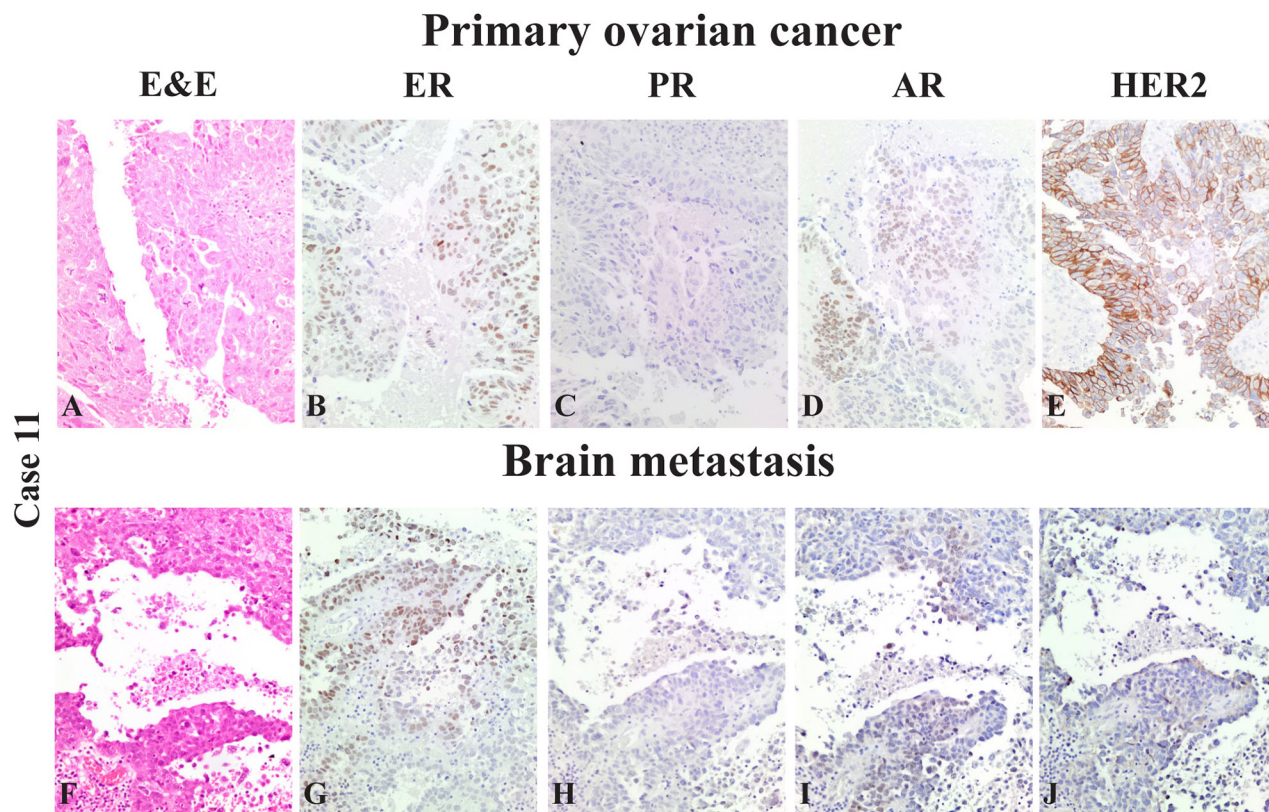 Primary ovarian cancer
E&E ER PR AR HER2
A B C D E
Case 11
Brain metastasis
F G H I J